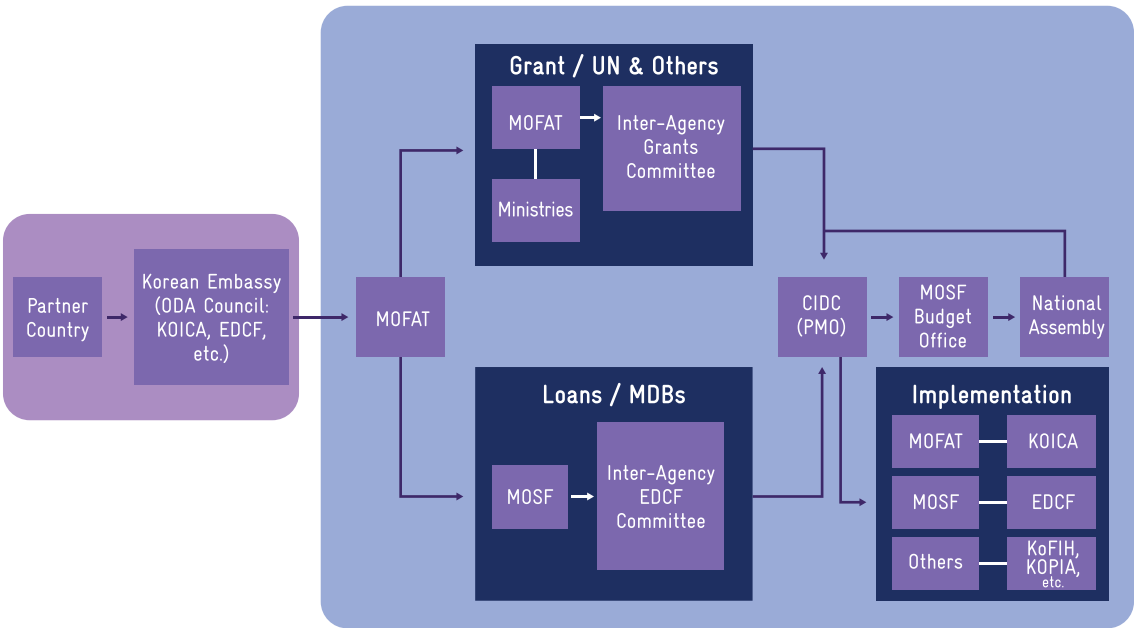 Partner
Country
Korean Embassy
(ODA Council:
KOICA, EDCF,
etc.)
MOFAT
Grant / UN & Others
MOFAT
Ministries
Inter-Agency
Grants
Committee
Loans / MDBs
MOSF
Inter-Agency
EDCF
Committee
CIDC
(PMO)
MOSF
Budget
Office
National
Assembly
Implementation
MOFAT
KOICA
MOSF
EDCF
Others
KoFIH,
KOPIA,
etc.